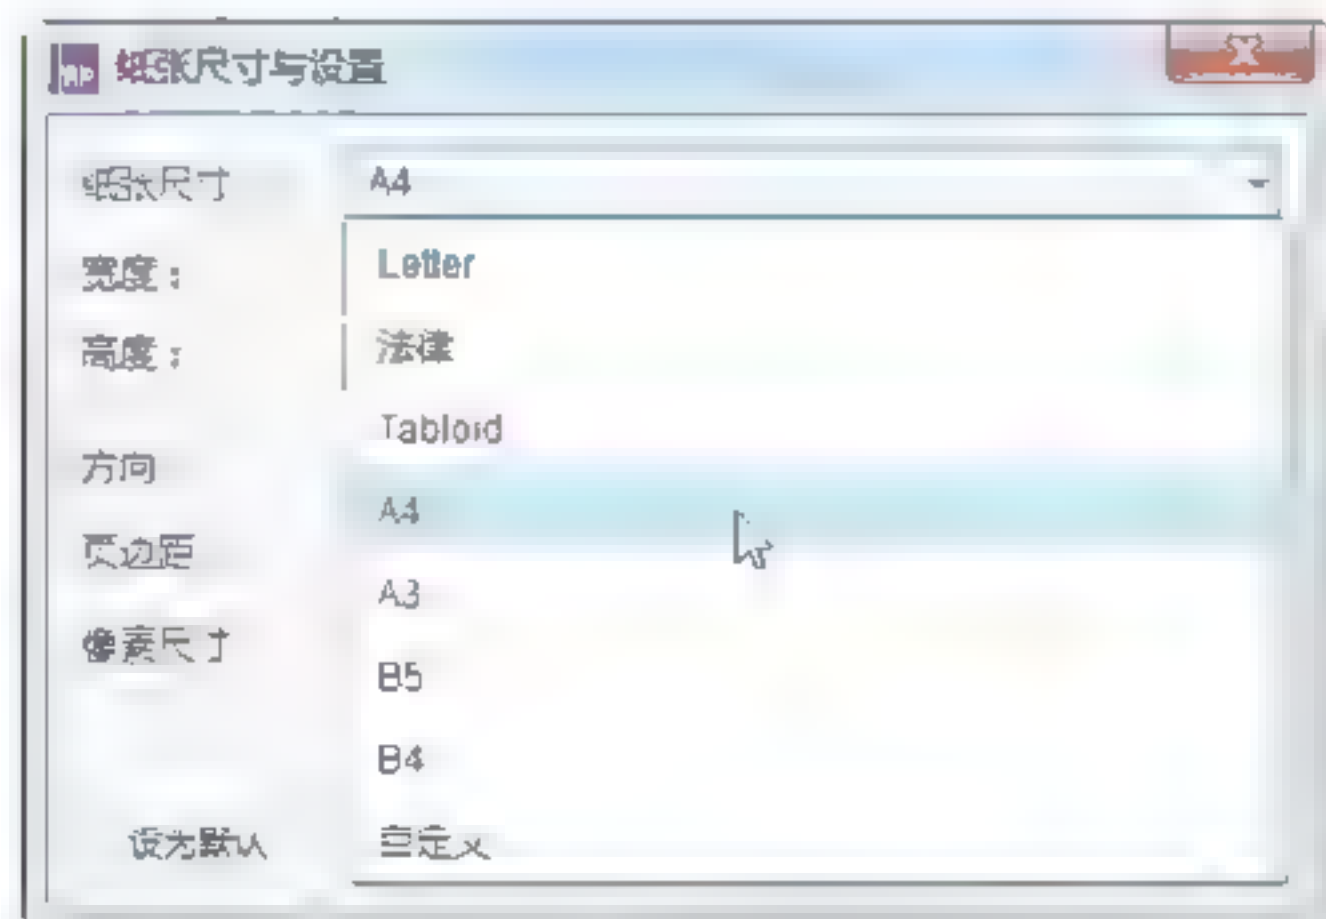 纸张尺寸与设置
纸张尺寸 A4
宽度：
Letter
高度：
法律
Tabloid
方向
A4
页边距
A3
像素尺寸
B5
B4
设为默认
自定义